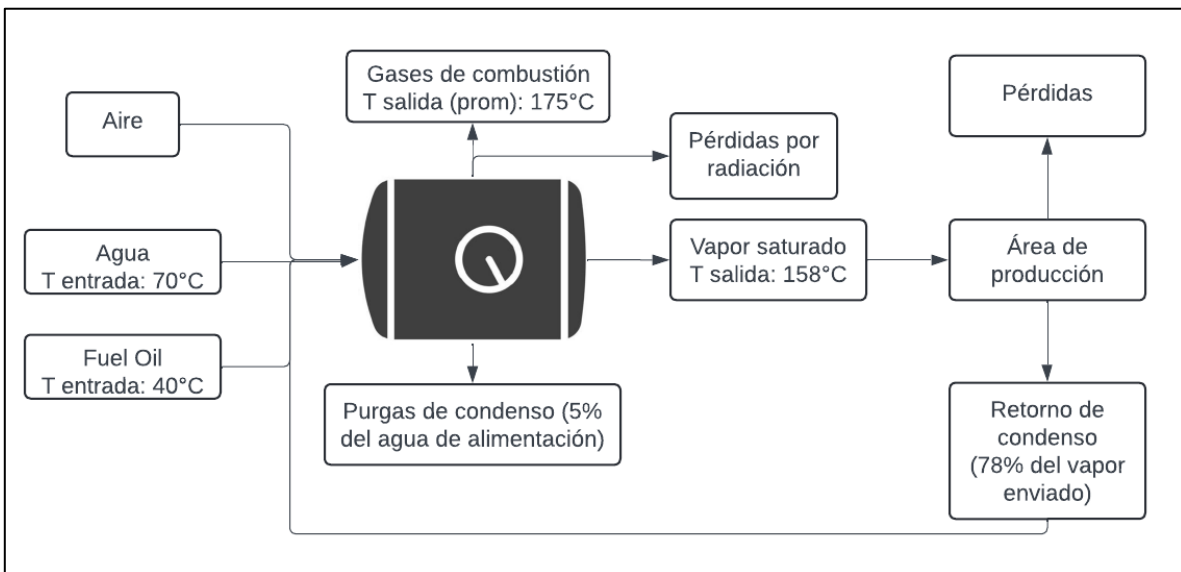 Aire
Agua
T entrada: 70°C
Fuel Oil
T entrada: 40°C
Gases de combustión
T salida (prom): 175°C
Pérdidas por
radiación
Vapor saturado
T salida: 158°C
Purgas de condenso (5%
del agua de alimentación)
Pérdidas
Área de
producción
Retorno de
condenso
(78% del vapor
enviado)